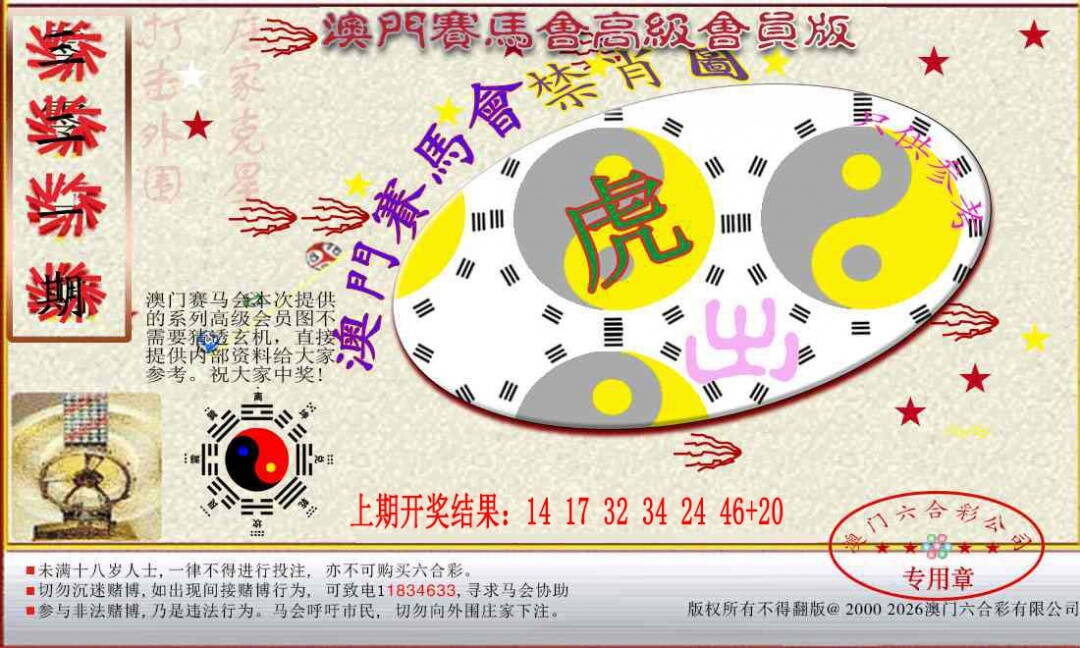 澳門賽馬會高級會員版
打击外围
庄家克星
期
澳門賽馬會禁肖圖
只供参考
虎
出
澳门赛马会本次提供
的系列高级会员图不
需要猜透玄机，直接
提供内部资料给大家
参考。祝大家中奖!
离
坎
上期开奖结果：14 17 32 34 24 46+20
澳门六合彩公司
专用章
■未满十八岁人士,一律不得进行投注, 亦不可购买六合彩。
■切勿沉迷赌博,如出现间接赌博行为, 可致电11834633,寻求马会协助
■参与非法赌博,乃是违法行为。马会呼吁市民, 切勿向外围庄家下注。
版权所有不得翻版@ 2000 2026澳门六合彩有限公司